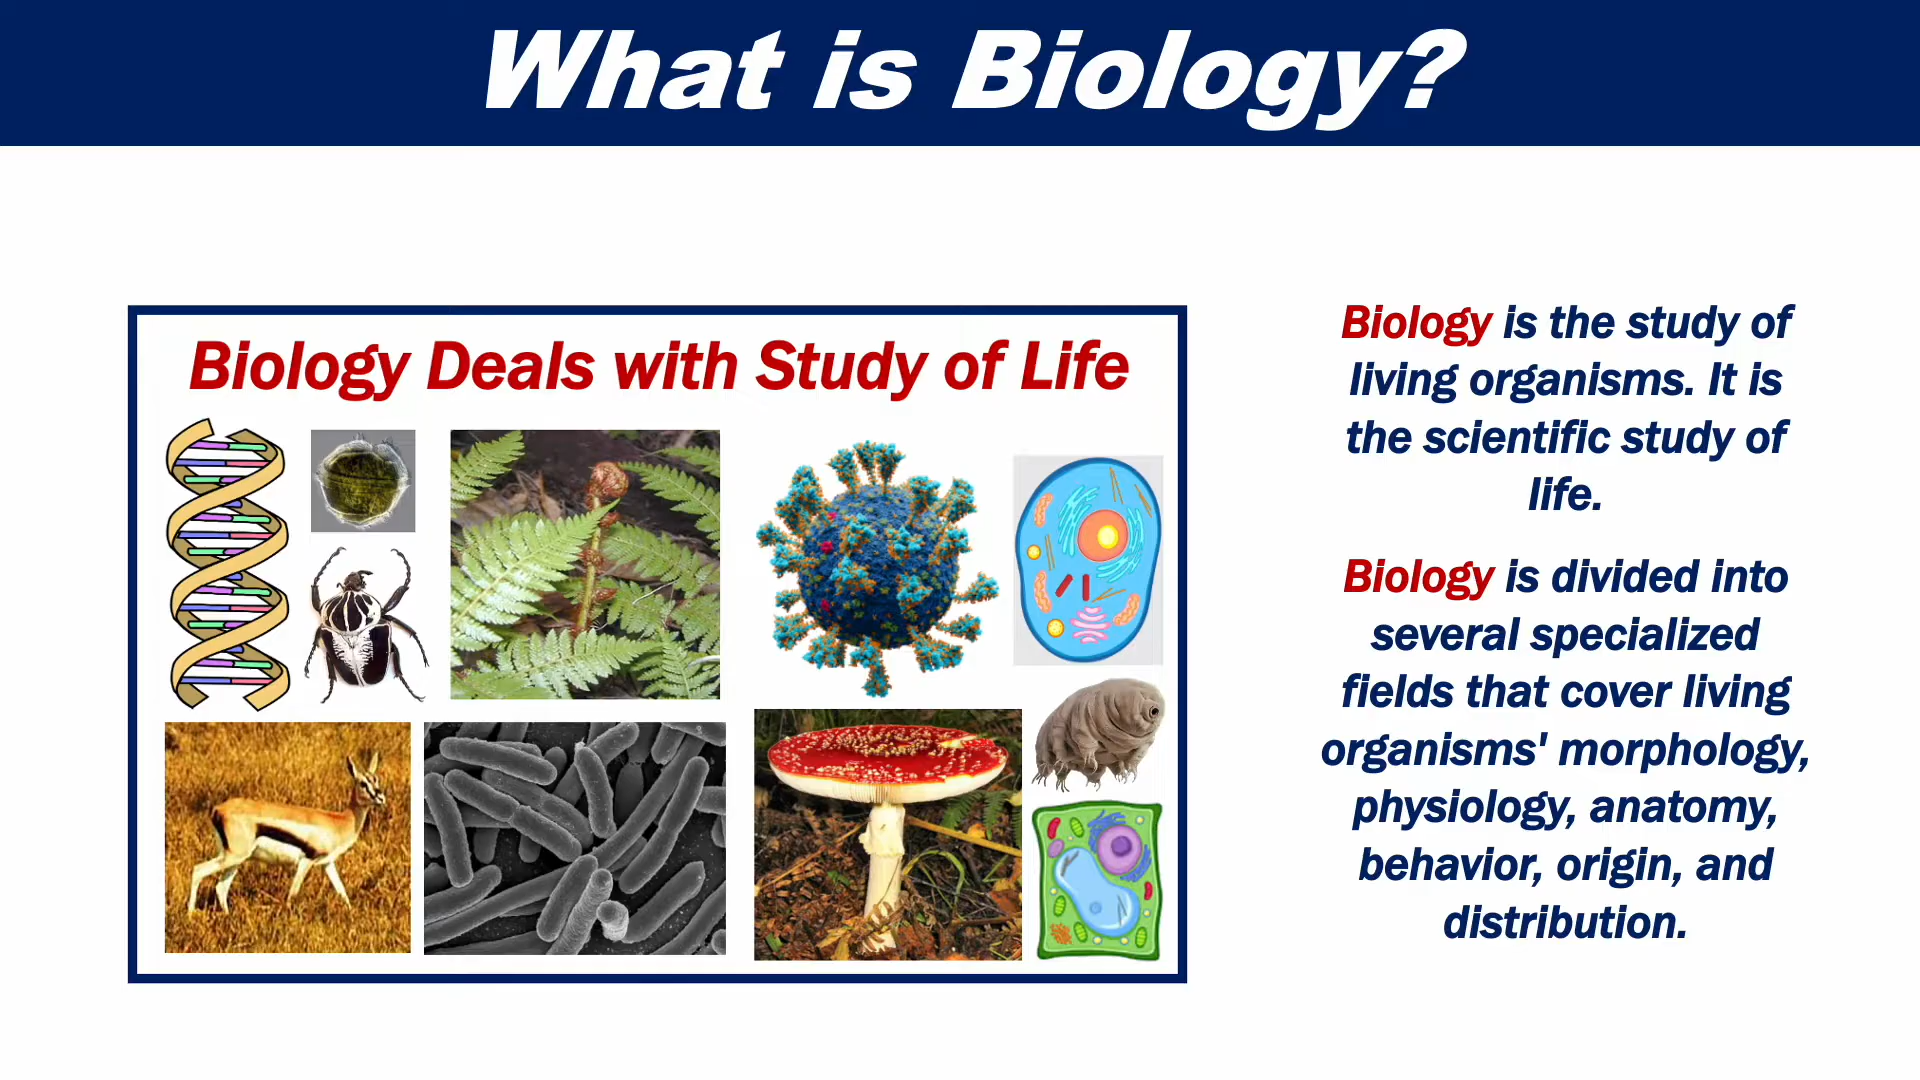 What is Biology?
Biology Deals with Study of Life
Biology is the study of
living organisms. It is
the scientific study of
life.
Biology is divided into
several specialized
fields that cover living
organisms' morphology,
physiology, anatomy,
behavior, origin, and
distribution.